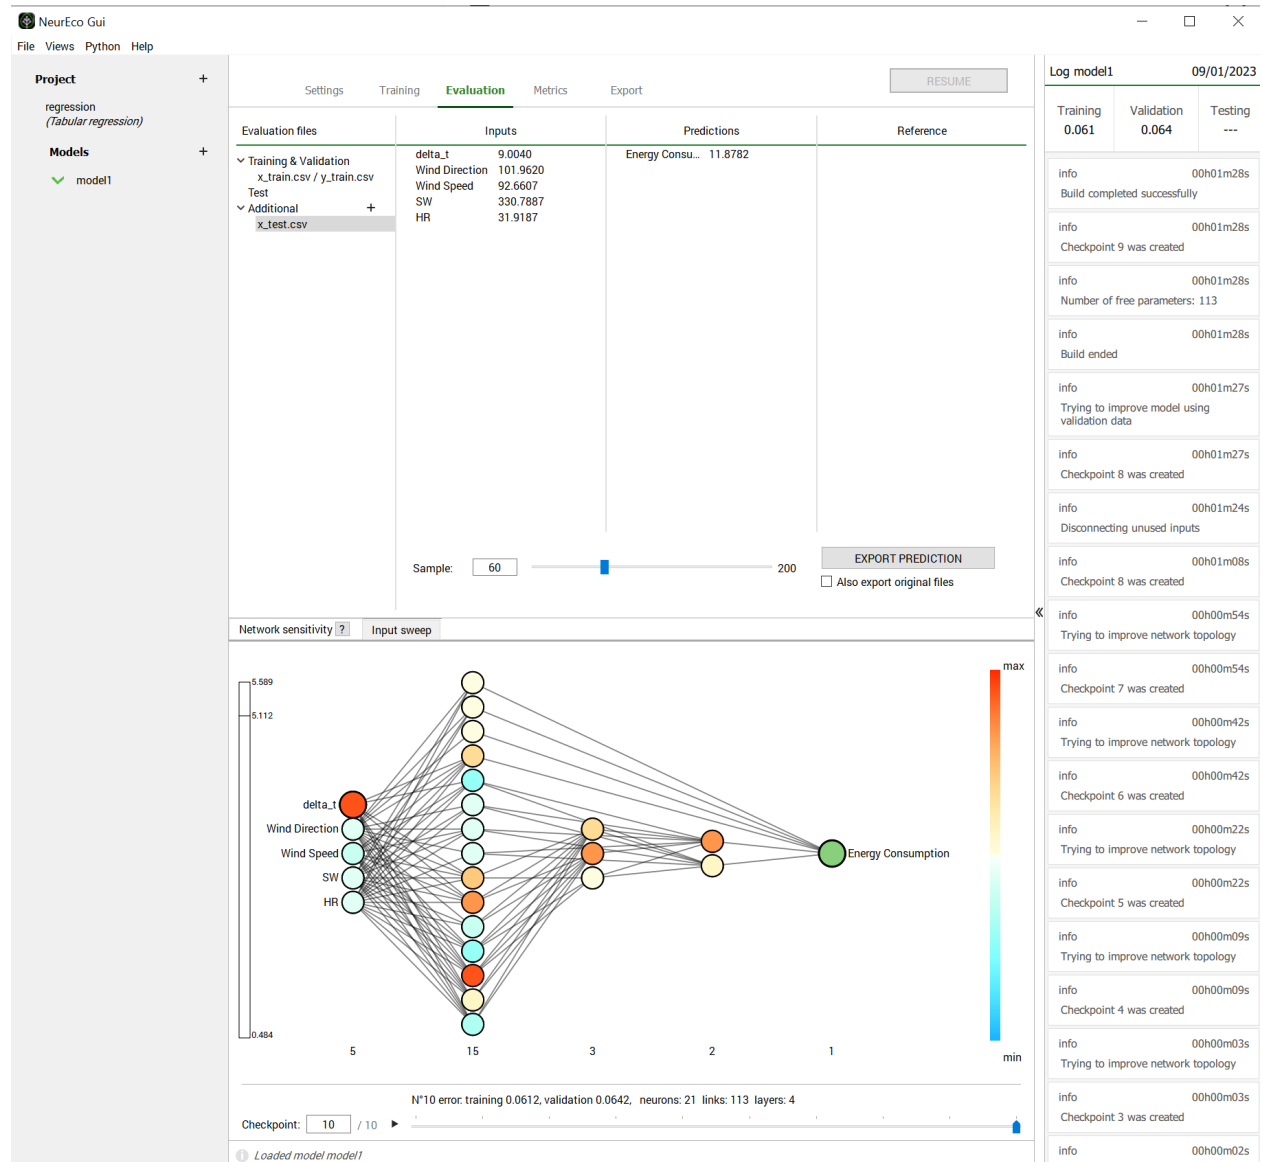 NeurEco Gui
File Views Python Help
Project +
regression
(Tabular regression)
Models +
model1
Settings Training Evaluation Metrics Export
RESUME
Evaluation files
Training & Validation
x_train.csv / y_train.csv
Test
Additional +
x_test.csv
Inputs
delta_t 9.0040
Wind Direction 101.9620
Wind Speed 92.6607
SW 330.7887
HR 31.9187
Predictions
Energy Consu... 11.8782
Reference
Sample: 60 200
EXPORT PREDICTION
Also export original files
Network sensitivity ? Input sweep
5.589
5.112
0.484
delta_t
Wind Direction
Wind Speed
SW
HR
Energy Consumption
max
min
5 15 3 2 1
N°10 error: training 0.0612, validation 0.0642, neurons: 21 links: 113 layers: 4
Checkpoint: 10 / 10
Loaded model model1
«
Log model1 09/01/2023
Training Validation Testing
0.061 0.064 ---
info 00h01m28s
Build completed successfully
info 00h01m28s
Checkpoint 9 was created
info 00h01m28s
Number of free parameters: 113
info 00h01m28s
Build ended
info 00h01m27s
Trying to improve model using
validation data
info 00h01m27s
Checkpoint 8 was created
info 00h01m24s
Disconnecting unused inputs
info 00h01m08s
Checkpoint 8 was created
info 00h00m54s
Trying to improve network topology
info 00h00m54s
Checkpoint 7 was created
info 00h00m42s
Trying to improve network topology
info 00h00m42s
Checkpoint 6 was created
info 00h00m22s
Trying to improve network topology
info 00h00m22s
Checkpoint 5 was created
info 00h00m09s
Trying to improve network topology
info 00h00m09s
Checkpoint 4 was created
info 00h00m03s
Trying to improve network topology
info 00h00m03s
Checkpoint 3 was created
info 00h00m02s